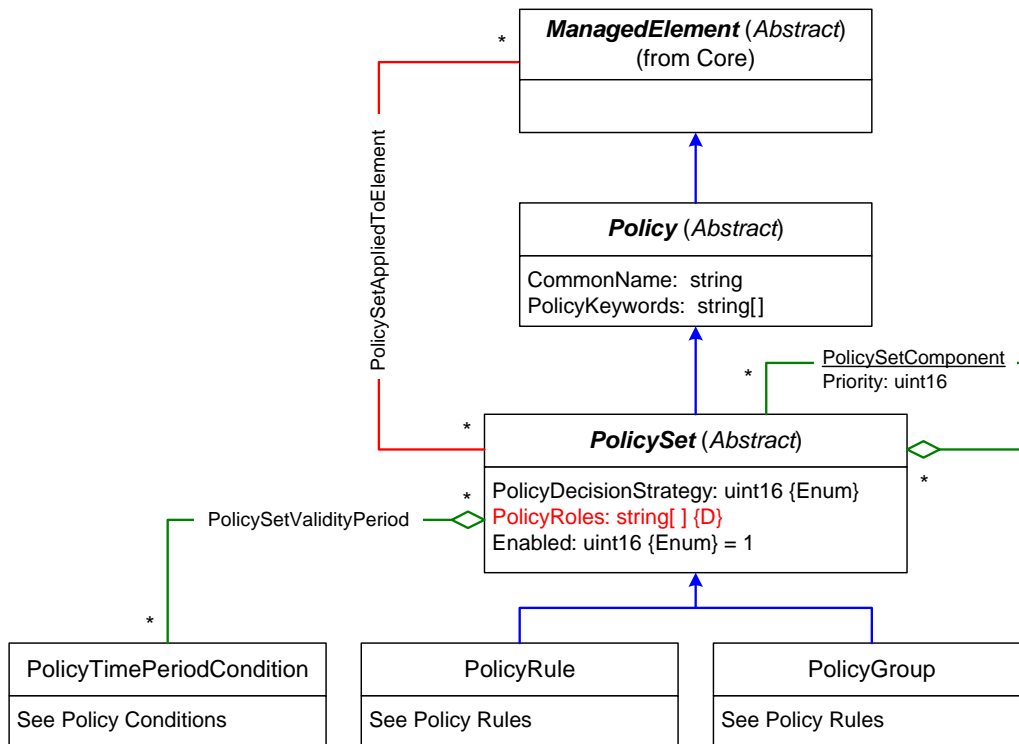 ManagedElement (Abstract)
(from Core)
*
PolicySetAppliedToElement
Policy (Abstract)
CommonName:  string
PolicyKeywords:  string[]
PolicySetComponent
Priority: uint16
*
*
PolicySet (Abstract)
*
PolicyDecisionStrategy: uint16 {Enum}
PolicyRoles: string[ ] {D}
Enabled: uint16 {Enum} = 1
*
PolicySetValidityPeriod
*
PolicyTimePeriodCondition
See Policy Conditions
PolicyRule
See Policy Rules
PolicyGroup
See Policy Rules